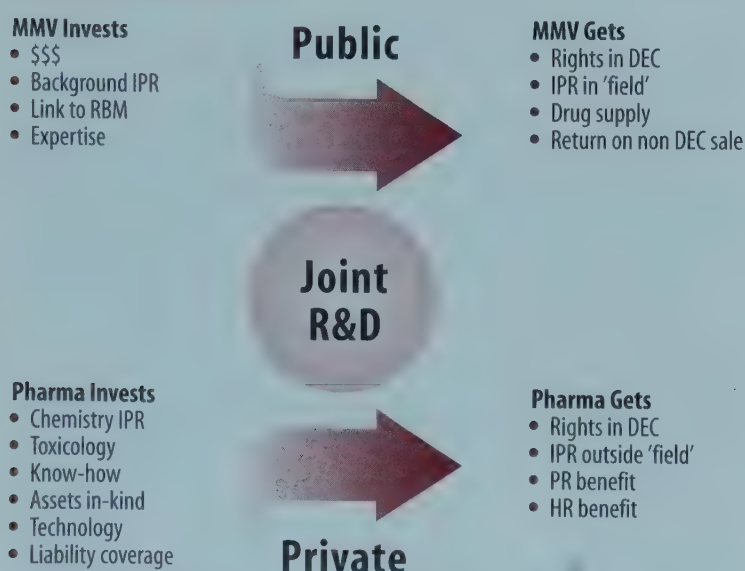 MMV Invests
• $$$
• Background IPR
• Link to RBM
• Expertise
Public
MMV Gets
• Rights in DEC
• IPR in 'field'
• Drug supply
• Return on non DEC sale
Joint
R&D
Pharma Invests
• Chemistry IPR
• Toxicology
• Know-how
• Assets in-kind
• Technology
• Liability coverage
Private
Pharma Gets
• Rights in DEC
• IPR outside 'field'
• PR benefit
• HR benefit